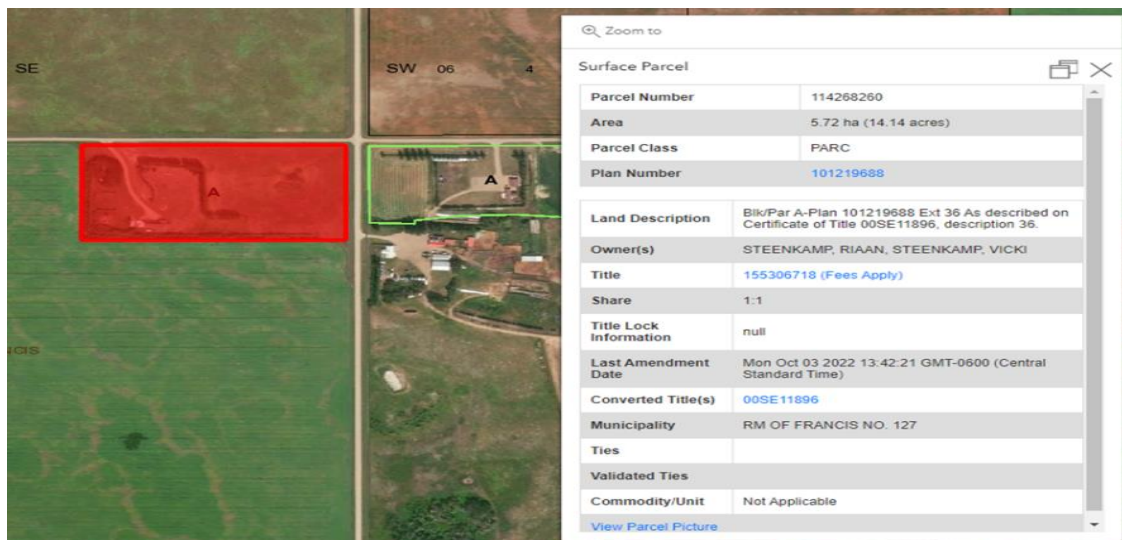 SE
SW 06 4
A
A
NCIS
Zoom to
Surface Parcel
Parcel Number 114268260
Area 5.72 ha (14.14 acres)
Parcel Class PARC
Plan Number 101219688
Land Description Blk/Par A-Plan 101219688 Ext 36 As described on
Certificate of Title 00SE11896, description 36.
Owner(s) STEENKAMP, RIAAN, STEENKAMP, VICKI
Title 155306718 (Fees Apply)
Share 1:1
Title Lock
Information null
Last Amendment
Date Mon Oct 03 2022 13:42:21 GMT-0600 (Central
Standard Time)
Converted Title(s) 00SE11896
Municipality RM OF FRANCIS NO. 127
Ties
Validated Ties
Commodity/Unit Not Applicable
View Parcel Picture